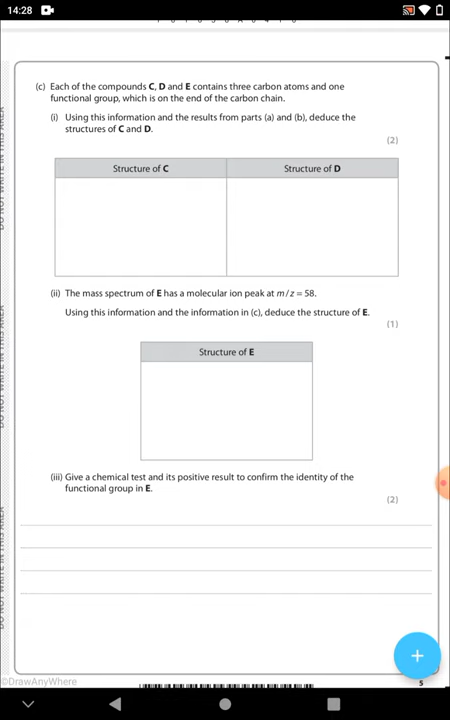 14:28
(c) Each of the compounds C, D and E contains three carbon atoms and one
functional group, which is on the end of the carbon chain.
(i) Using this information and the results from parts (a) and (b), deduce the
structures of C and D.
(2)
Structure of C
Structure of D
(ii) The mass spectrum of E has a molecular ion peak at m/z = 58.
Using this information and the information in (c), deduce the structure of E.
(1)
Structure of E
(iii) Give a chemical test and its positive result to confirm the identity of the
functional group in E.
(2)
DO NOT WRITE IN THIS AREA
DO NOT WRITE IN THIS AREA
DO NOT WRITE IN THIS AREA
+
©DrawAnyWhere
5